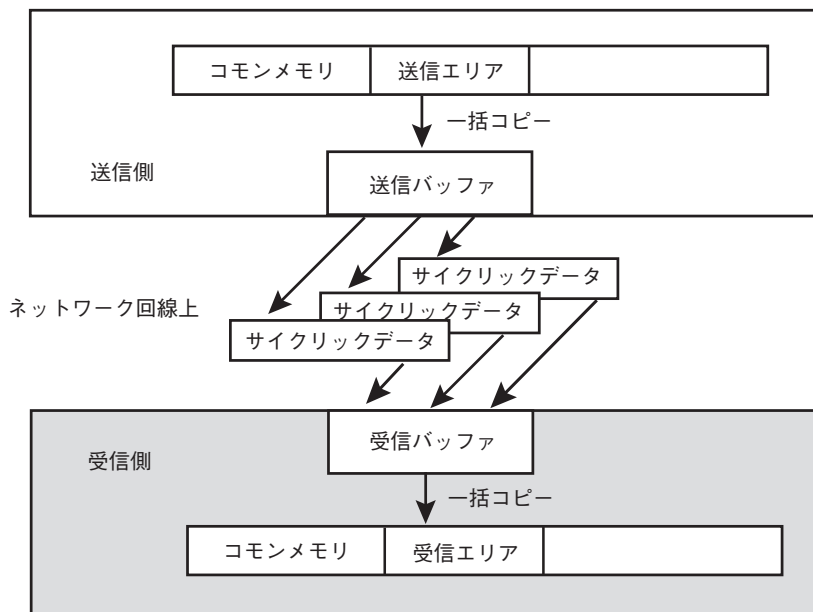 コモンメモリ
送信エリア
一括コピー
送信側
送信バッファ
サイクリックデータ
サイクリックデータ
ネットワーク回線上
サイクリックデータ
受信バッファ
受信側
一括コピー
コモンメモリ
受信エリア